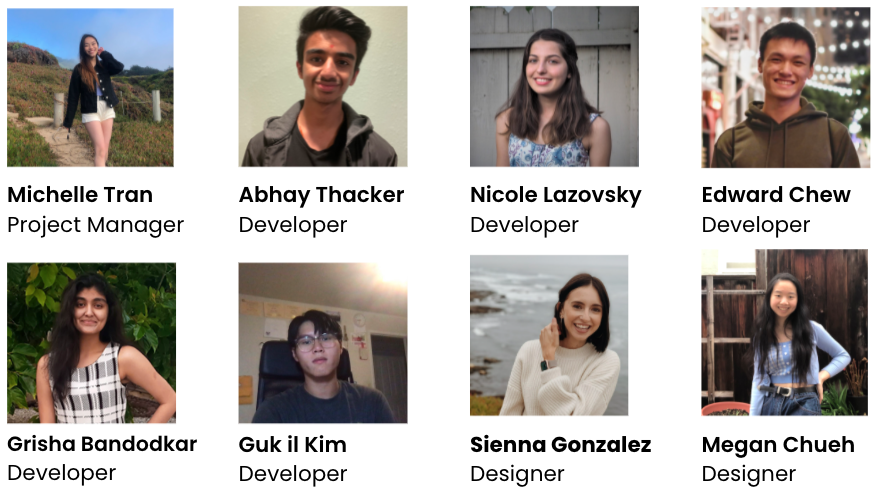 Michelle Tran
Project Manager
Abhay Thacker
Developer
Nicole Lazovsky
Developer
Edward Chew
Developer
Grisha Bandodkar
Developer
Guk il Kim
Developer
Sienna Gonzalez
Designer
Megan Chueh
Designer